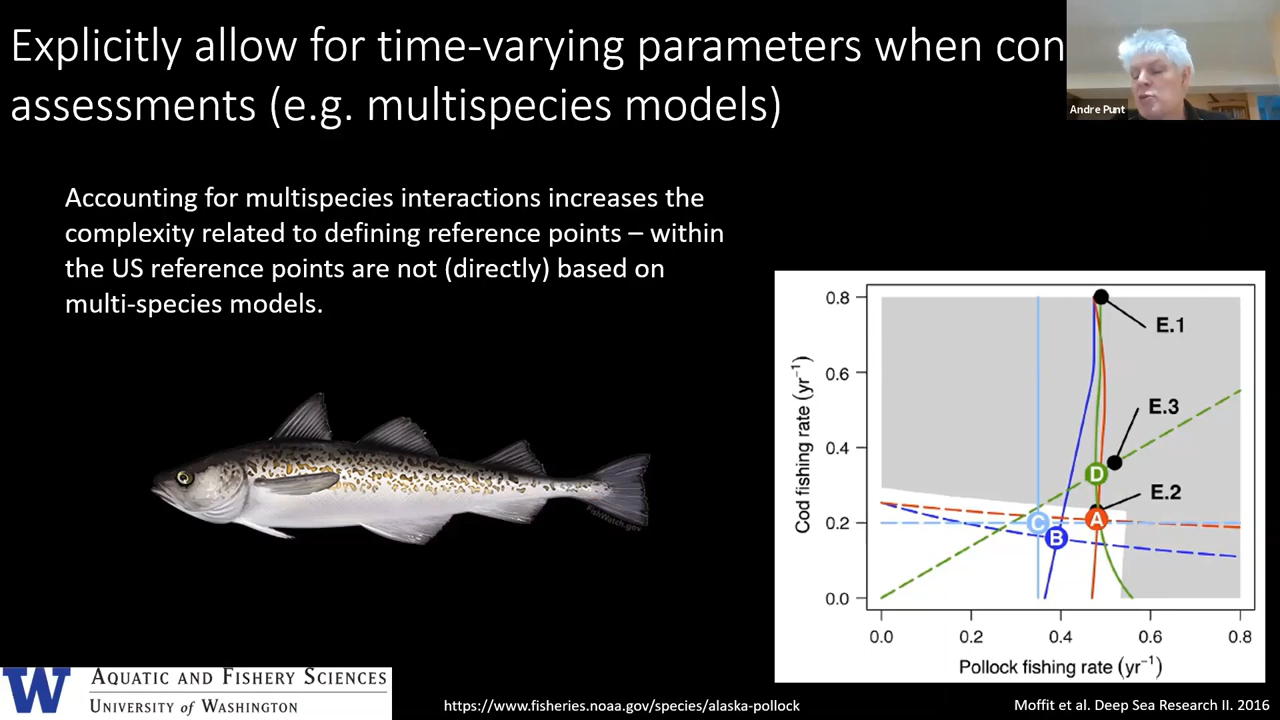 Explicitly allow for time-varying parameters when con
assessments (e.g. multispecies models)
Andre Punt
Accounting for multispecies interactions increases the
complexity related to defining reference points – within
the US reference points are not (directly) based on
multi-species models.
FishWatch.gov
0.8
0.6
0.4
0.2
0.0
Cod fishing rate (yr⁻¹)
E.1
E.3
D
E.2
A
C
B
0.0 0.2 0.4 0.6 0.8
Pollock fishing rate (yr⁻¹)
W
AQUATIC AND FISHERY SCIENCES
UNIVERSITY of WASHINGTON
https://www.fisheries.noaa.gov/species/alaska-pollock
Moffit et al. Deep Sea Research II. 2016